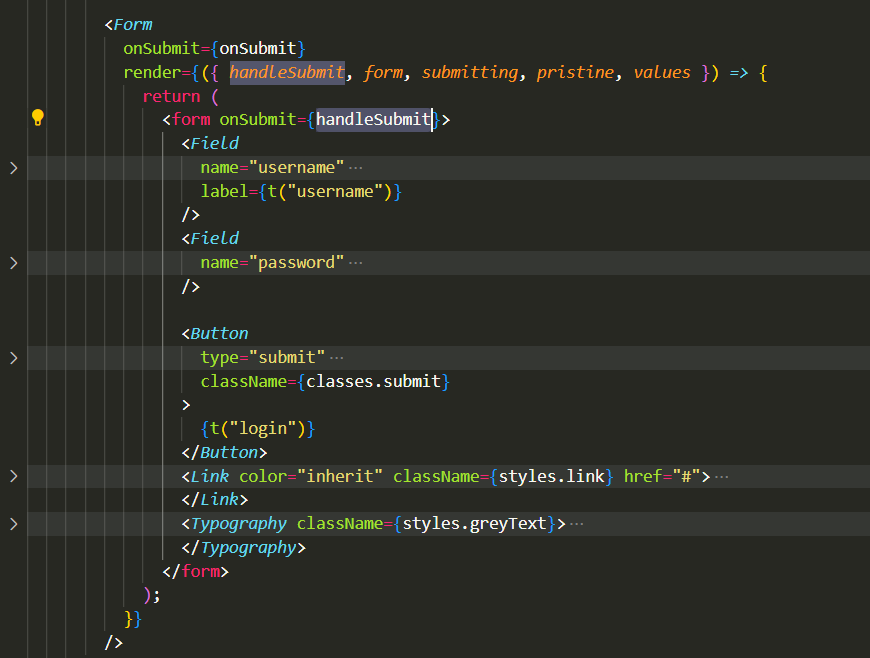 <Form
onSubmit={onSubmit}
render={({ handleSubmit, form, submitting, pristine, values }) => {
return (
<form onSubmit={handleSubmit}>
<Field
name="username" ···
label={t("username")}
/>
<Field
name="password" ···
/>
<Button
type="submit" ···
className={classes.submit}
>
{t("login")}
</Button>
<Link color="inherit" className={styles.link} href="#"> ···
</Link>
<Typography className={styles.greyText}> ···
</Typography>
</form>
);
}}
/>